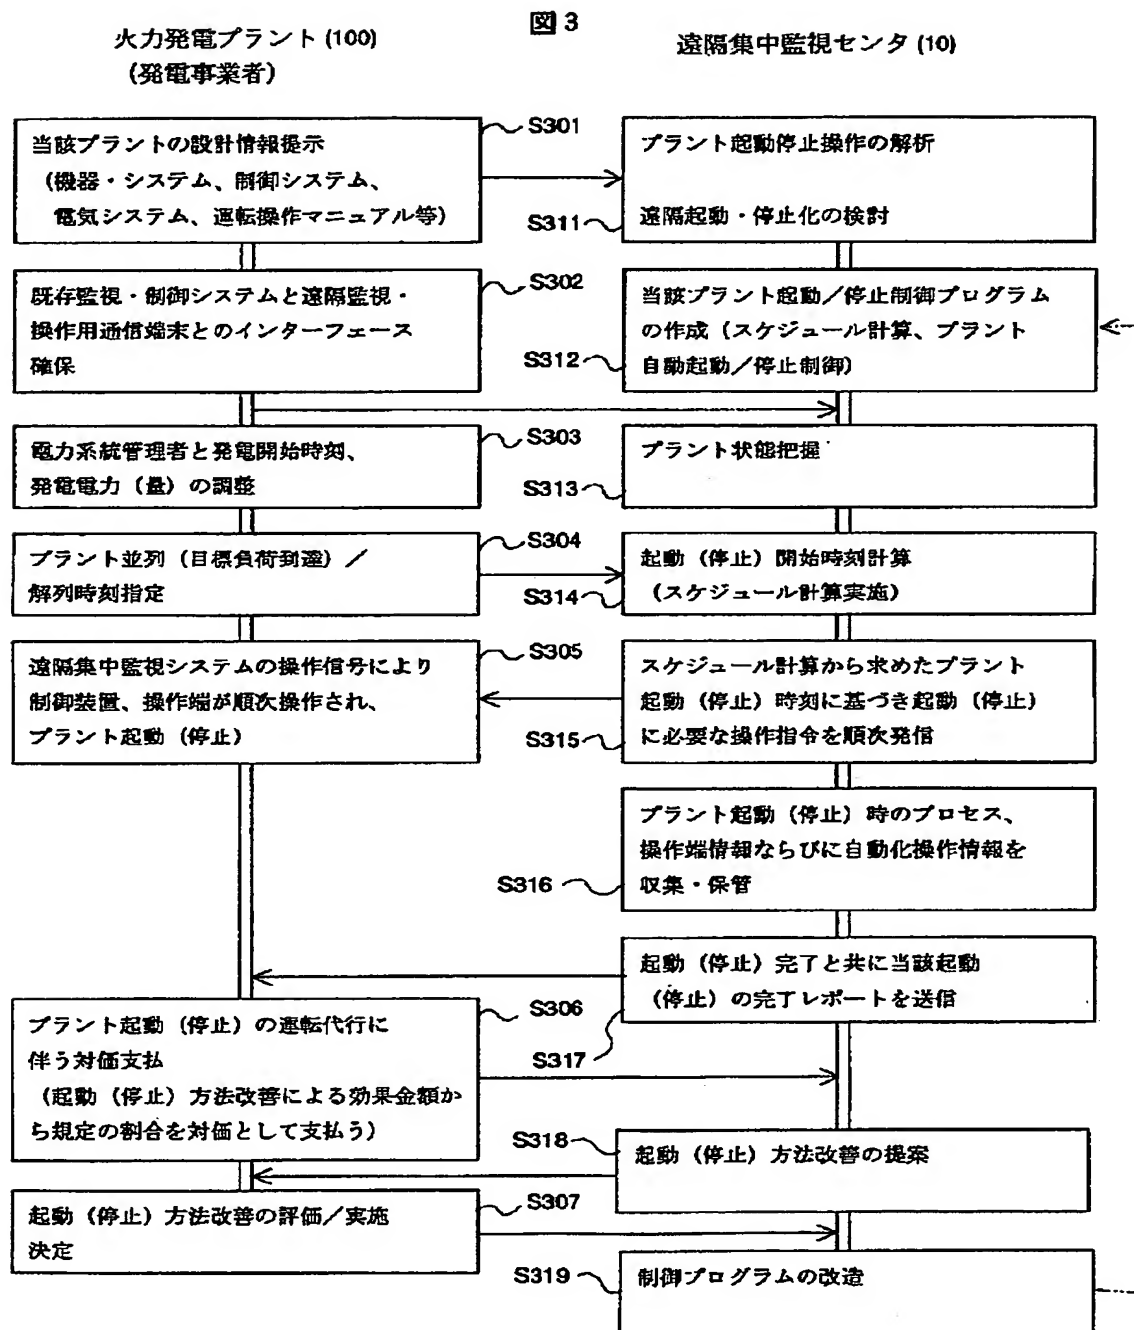 図3
火力発電プラント (100)
(発電事業者)
遠隔集中監視センタ (10)
S301
当該プラントの設計情報提示
(機器・システム、制御システム、
電気システム、運転操作マニュアル等)
プラント起動停止操作の解析
遠隔起動・停止化の検討
S311
S302
既存監視・制御システムと遠隔監視・
操作用通信端末とのインターフェース
確保
当該プラント起動/停止制御プログラム
の作成 (スケジュール計算、プラント
自動起動/停止制御)
S312
S303
電力系統管理者と発電開始時刻、
発電電力 (量) の調整
プラント状態把握
S313
S304
プラント並列 (目標負荷到達) /
解列時刻指定
起動 (停止) 開始時刻計算
(スケジュール計算実施)
S314
S305
遠隔集中監視システムの操作信号により
制御装置、操作端が順次操作され、
プラント起動 (停止)
スケジュール計算から求めたプラント
起動 (停止) 時刻に基づき起動 (停止)
に必要な操作指令を順次発信
S315
プラント起動 (停止) 時のプロセス、
操作端情報ならびに自動化操作情報を
収集・保管
S316
起動 (停止) 完了と共に当該起動
(停止) の完了レポートを送信
S317
S306
プラント起動 (停止) の運転代行に
伴う対価支払
(起動 (停止) 方法改善による効果金額か
ら規定の割合を対価として支払う)
S318
起動 (停止) 方法改善の提案
S307
起動 (停止) 方法改善の評価/実施
決定
S319
制御プログラムの改造